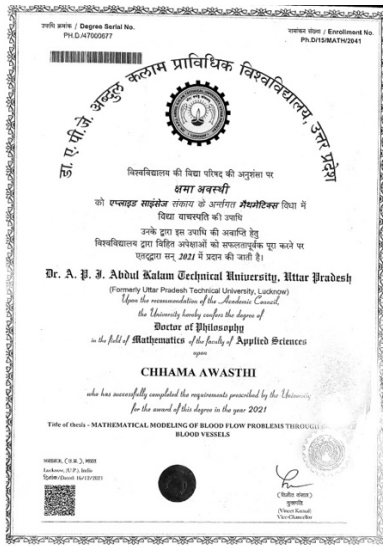 उपाधि क्रमांक / Degree Serial No.
PH.D./47000677
नामांकन संख्या / Enrollment No.
Ph.D/15/MATH/2041
डा. ए.पी.जे. अब्दुल कलाम प्राविधिक विश्वविद्यालय, उत्तर प्रदेश
विश्वविद्यालय की विद्या परिषद की अनुशंसा पर
क्षमा अवस्थी
को एप्लाइड साइंसेज संकाय के अन्तर्गत मैथमेटिक्स विधा में
विद्या वाचस्पति की उपाधि
उनके द्वारा इस उपाधि की अवाप्ति हेतु
विश्वविद्यालय द्वारा विहित अपेक्षाओं को सफलतापूर्वक पूरा करने पर
एतद्द्वारा सन् 2021 में प्रदान की जाती है।
Dr. A. P. J. Abdul Kalam Technical University, Uttar Pradesh
(Formerly Uttar Pradesh Technical University, Lucknow)
Upon the recommendation of the Academic Council,
the University hereby confers the degree of
Doctor of Philosophy
in the field of Mathematics of the faculty of Applied Sciences
upon
CHHAMA AWASTHI
who has successfully completed the requirements prescribed by the University
for the award of this degree in the year 2021
Title of thesis - MATHEMATICAL MODELING OF BLOOD FLOW PROBLEMS THROUGH
BLOOD VESSELS
लखनऊ, (उ.प्र.), भारत
Lucknow, (U.P.), India
दिनांक/Dated: 16/12/2021
(विनीत कंसल)
कुलपति
(Vineet Kansal)
Vice-Chancellor